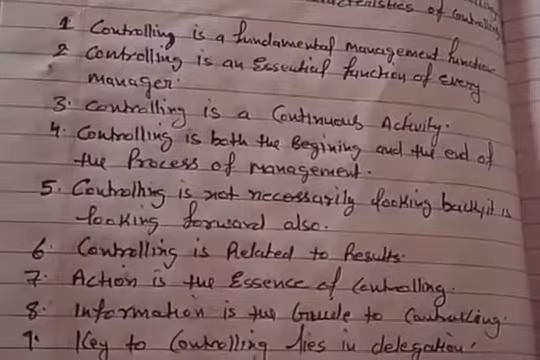 characteristics of Controlling
1 Controlling is a fundamental management function
2 Controlling is an Essential function of every
manager.
3. Controlling is a Continuous Activity.
4. Controlling is both the Begining and the end of
the Process of management.
5. Controlling is not necessarily looking back, it is
looking forward also.
6 Controlling is Related to Results.
7. Action is the Essence of Controlling.
8. Information is the Guide to Controlling.
9. Key to Controlling lies in delegation.